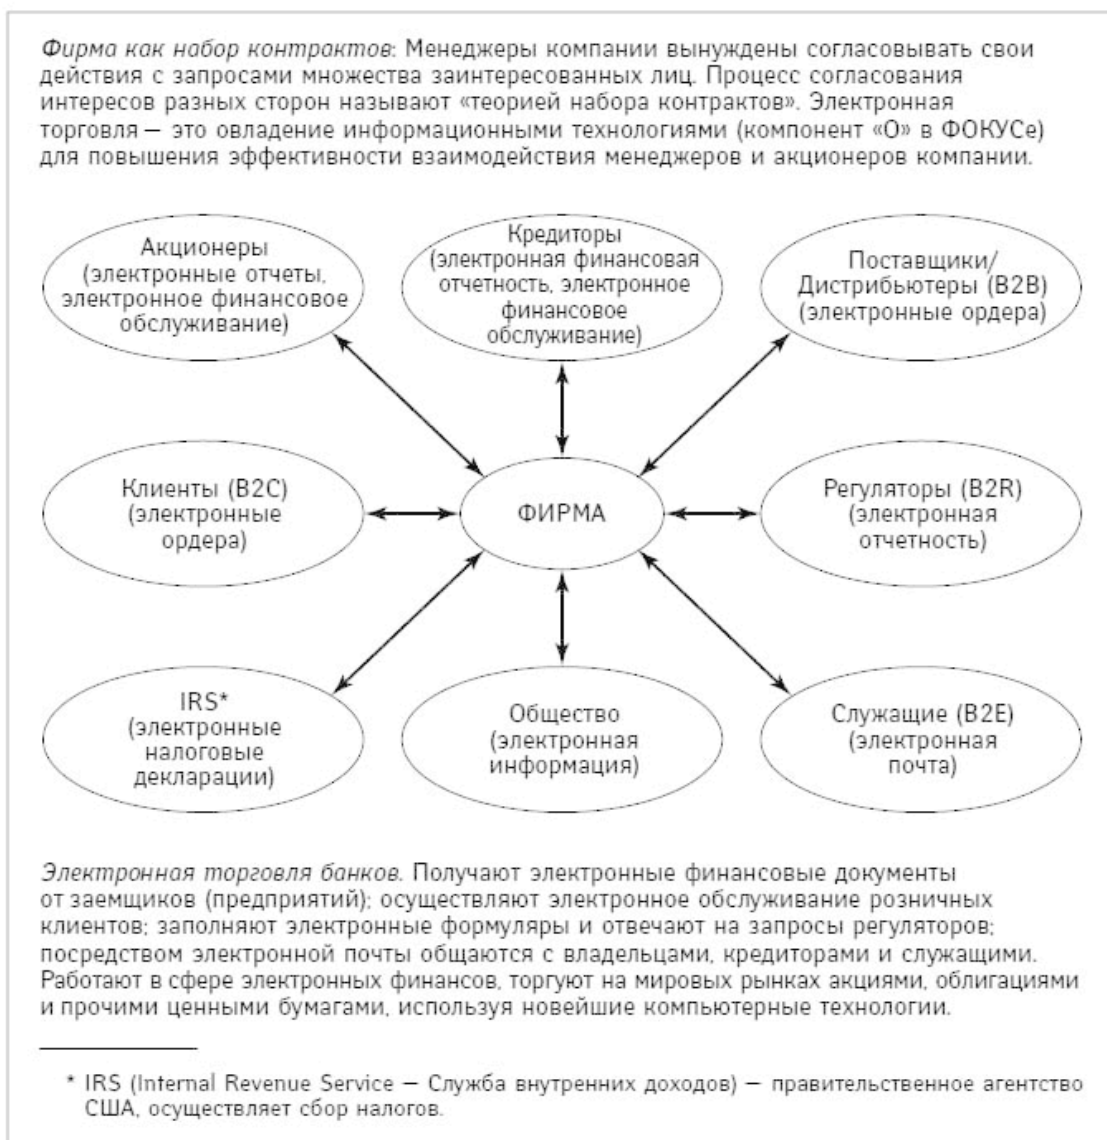 Фирма как набор контрактов: Менеджеры компании вынуждены согласовывать свои
действия с запросами множества заинтересованных лиц. Процесс согласования
интересов разных сторон называют «теорией набора контрактов». Электронная
торговля — это овладение информационными технологиями (компонент «О» в ФОКУСе)
для повышения эффективности взаимодействия менеджеров и акционеров компании.
Акционеры
(электронные отчеты,
электронное финансовое
обслуживание)
Кредиторы
(электронная финансовая
отчетность, электронное
финансовое
обслуживание)
Поставщики/
Дистрибьютеры (B2B)
(электронные ордера)
Клиенты (B2C)
(электронные
ордера)
ФИРМА
Регуляторы (B2R)
(электронная
отчетность)
IRS*
(электронные
налоговые
декларации)
Общество
(электронная
информация)
Служащие (B2E)
(электронная
почта)
Электронная торговля банков. Получают электронные финансовые документы
от заемщиков (предприятий); осуществляют электронное обслуживание розничных
клиентов; заполняют электронные формуляры и отвечают на запросы регуляторов;
посредством электронной почты общаются с владельцами, кредиторами и служащими.
Работают в сфере электронных финансов, торгуют на мировых рынках акциями, облигациями
и прочими ценными бумагами, используя новейшие компьютерные технологии.
* IRS (Internal Revenue Service — Служба внутренних доходов) — правительственное агентство
США, осуществляет сбор налогов.